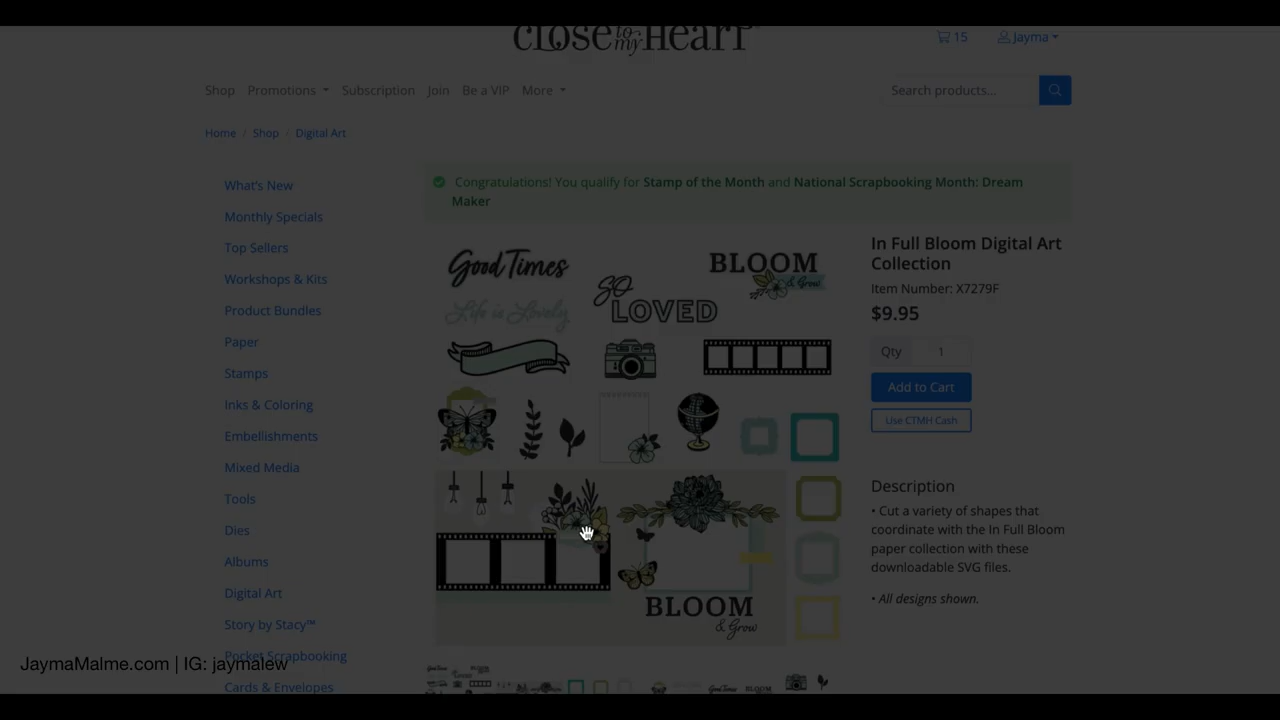 close to my Heart
15
Jayma
Shop Promotions Subscription Join Be a VIP More
Search products...
Home / Shop / Digital Art
What's New
Monthly Specials
Top Sellers
Workshops & Kits
Product Bundles
Paper
Stamps
Inks & Coloring
Embellishments
Mixed Media
Tools
Dies
Albums
Digital Art
Story by Stacy™
Pocket Scrapbooking
Cards & Envelopes
Congratulations! You qualify for Stamp of the Month and National Scrapbooking Month: Dream
Maker
Good Times
BLOOM
& Grow
SO
LOVED
Life is Lovely
BLOOM
& Grow
In Full Bloom Digital Art
Collection
Item Number: X7279F
$9.95
Qty 1
Add to Cart
Use CTMH Cash
Description
• Cut a variety of shapes that
coordinate with the In Full Bloom
paper collection with these
downloadable SVG files.
• All designs shown.
JaymaMalme.com | IG: jaymalew